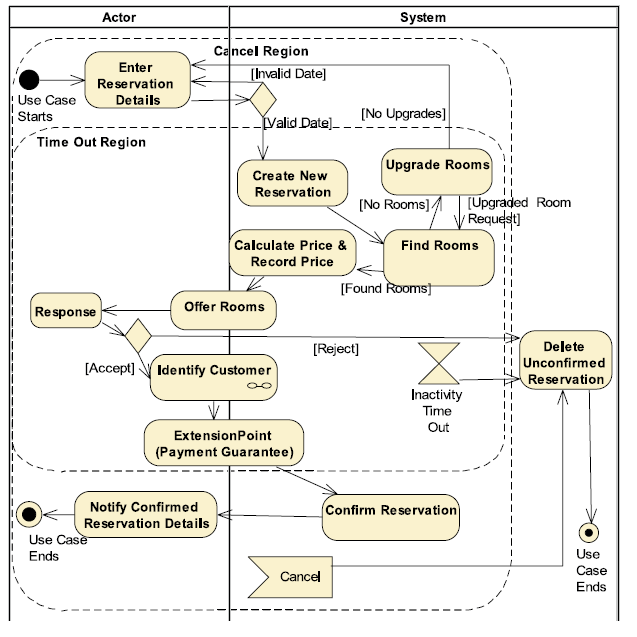 Actor
System
Cancel Region
Enter
Reservation
Details
[Invalid Date]
Use Case
Starts
[Valid Date]
[No Upgrades]
Time Out Region
Create New
Reservation
Upgrade Rooms
[No Rooms]
[Upgraded Room
Request]
Calculate Price &
Record Price
Find Rooms
[Found Rooms]
Response
Offer Rooms
[Reject]
[Accept]
Identify Customer
Inactivity
Time
Out
Delete
Unconfirmed
Reservation
ExtensionPoint
(Payment Guarantee)
Notify Confirmed
Reservation Details
Confirm Reservation
Use Case
Ends
Cancel
Use
Case
Ends